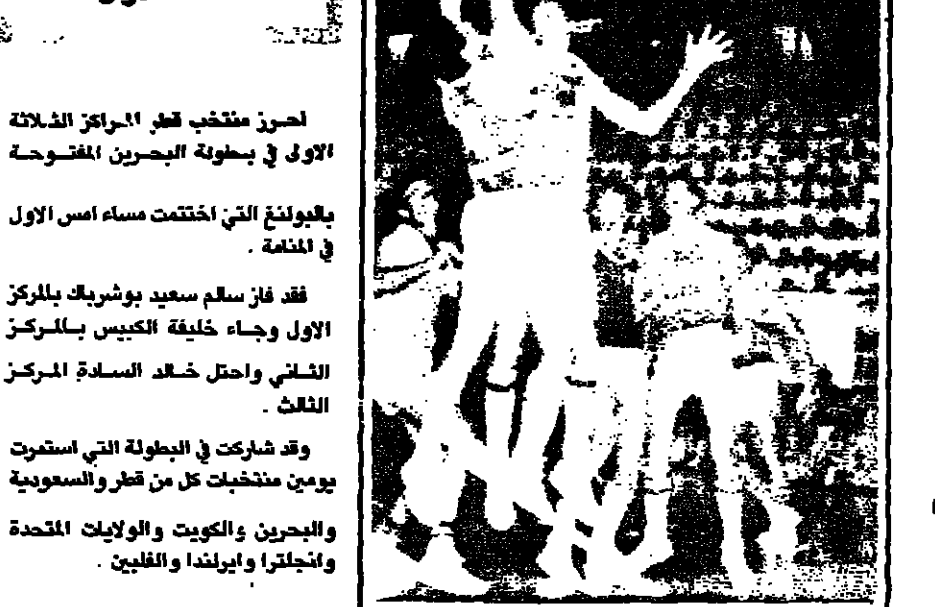 احرز منتخب قطر المراكز الثلاثة
الاولى في بطولة البحرين المفتوحة
بالبولنغ التي اختتمت مساء امس الاول
في المنامة .
فقد فاز سالم سعيد بوشرباك بالمركز
الاول وجاء خليفة الكبيس بالمركز
الثاني واحتل خالد السادة المركز
الثالث .
وقد شاركت في البطولة التي استمرت
يومين منتخبات كل من قطر والسعودية
والبحرين والكويت والولايات المتحدة
وانجلترا وايرلندا والفلبين .